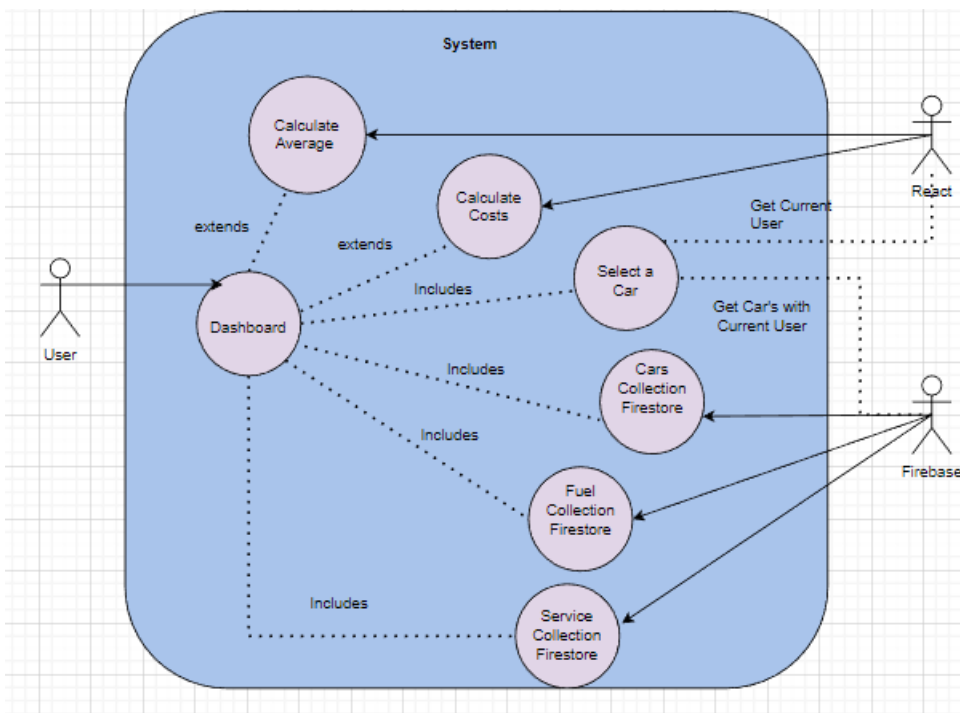 System
Calculate
Average
Calculate
Costs
extends
extends
Get Current
User
React
Select a
Car
Includes
Get Car's with
Current User
User
Dashboard
Includes
Cars
Collection
Firestore
Includes
Firebase
Fuel
Collection
Firestore
Includes
Service
Collection
Firestore